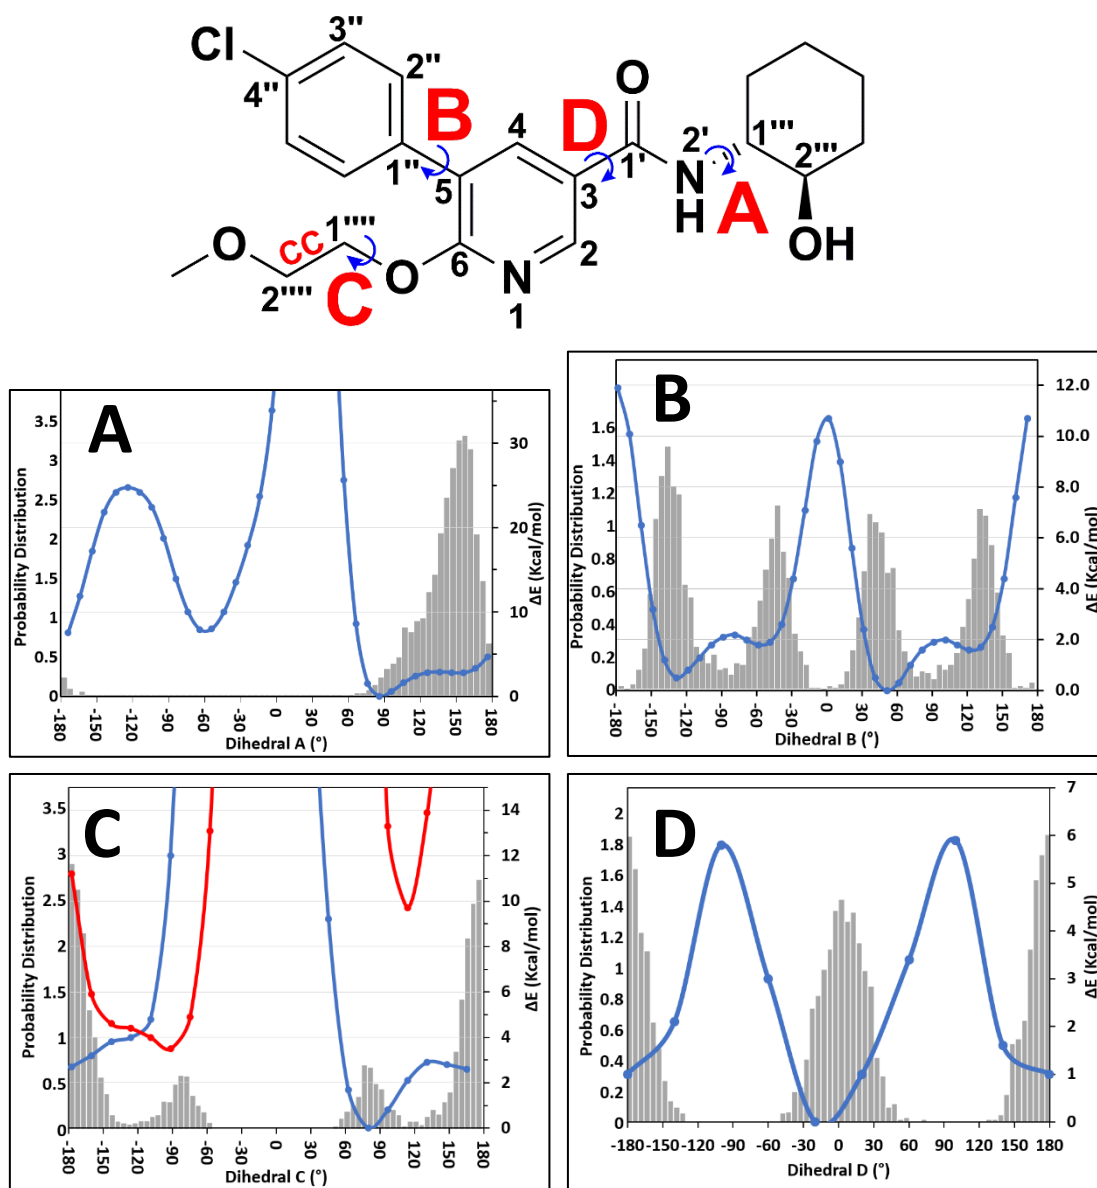 Cl
3''
2''
4''
B
1''
5
4
D
O
1'
3
2'
N
H
A
1'''
2'''
OH
O
CC
1''''
2''''
C
O
6
N
1
2
A
Probability Distribution
3.5
3
2.5
2
1.5
1
0.5
0
30
20
10
0
ΔE (Kcal/mol)
-180 -150 -120 -90 -60 -30 0 30 60 90 120 150 180
Dihedral A (°)
B
Probability Distribution
1.6
1.4
1.2
1
0.8
0.6
0.4
0.2
0
12.0
10.0
8.0
6.0
4.0
2.0
0.0
ΔE (Kcal/mol)
-180 -150 -120 -90 -60 -30 0 30 60 90 120 150 180
Dihedral B (°)
C
Probability Distribution
3.5
3
2.5
2
1.5
1
0.5
0
14
12
10
8
6
4
2
0
ΔE (Kcal/mol)
-180 -150 -120 -90 -60 -30 0 30 60 90 120 150 180
Dihedral C (°)
D
Probability Distribution
2
1.8
1.6
1.4
1.2
1
0.8
0.6
0.4
0.2
0
7
6
5
4
3
2
1
0
ΔE (Kcal/mol)
-180 -150 -120 -90 -60 -30 0 30 60 90 120 150 180
Dihedral D (°)